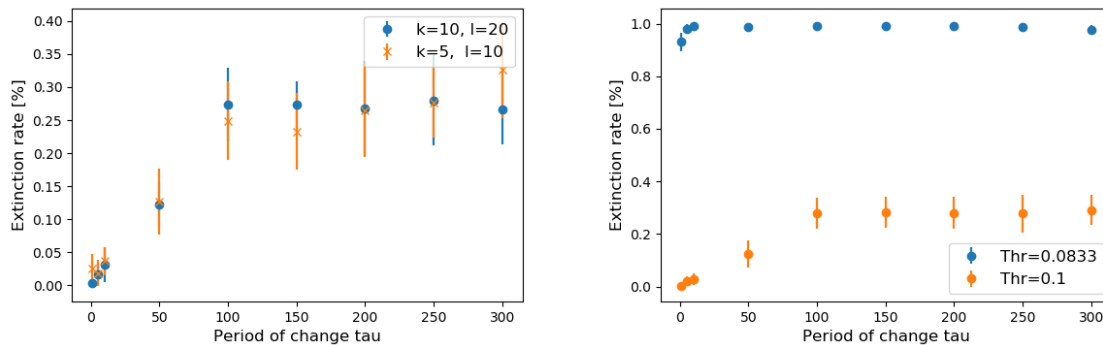 0.40
0.35
0.30
0.25
0.20
0.15
0.10
0.05
0.00
Extinction rate [%]
k=10, l=20
k=5, l=10
0 50 100 150 200 250 300
Period of change tau
1.0
0.8
0.6
0.4
0.2
0.0
Extinction rate [%]
Thr=0.0833
Thr=0.1
0 50 100 150 200 250 300
Period of change tau